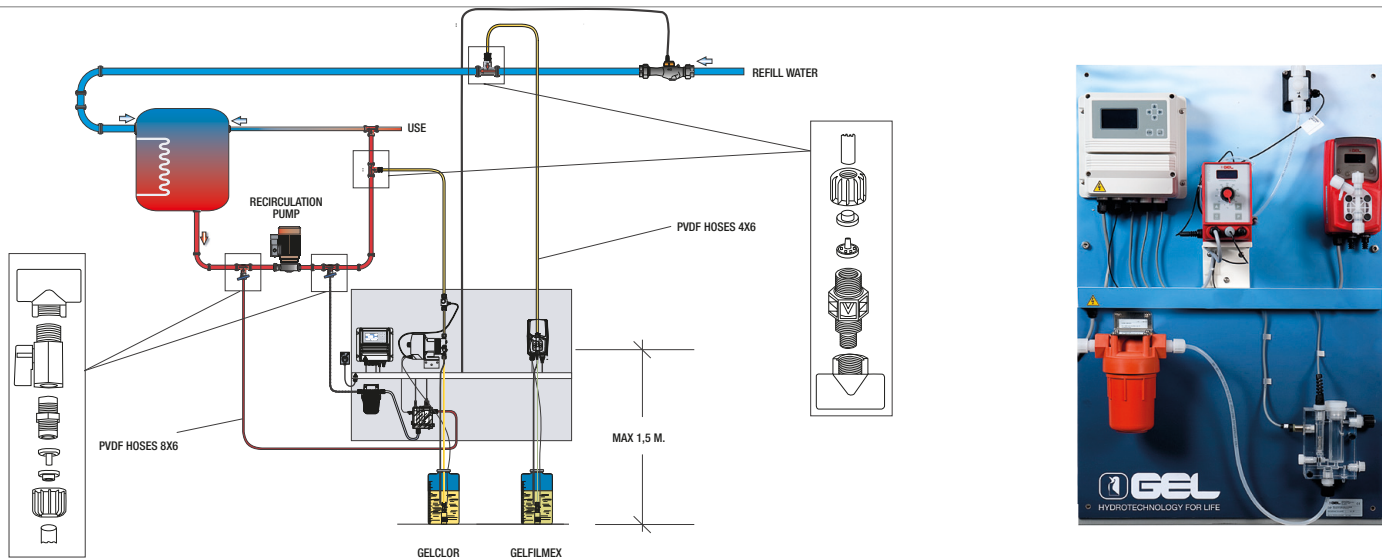 REFILL WATER
USE
RECIRCULATION
PUMP
PVDF HOSES 4X6
PVDF HOSES 8X6
MAX 1,5 M.
GELCLOR
GELFILMEX
GEL
GEL
HYDROTECHNOLOGY FOR LIFE